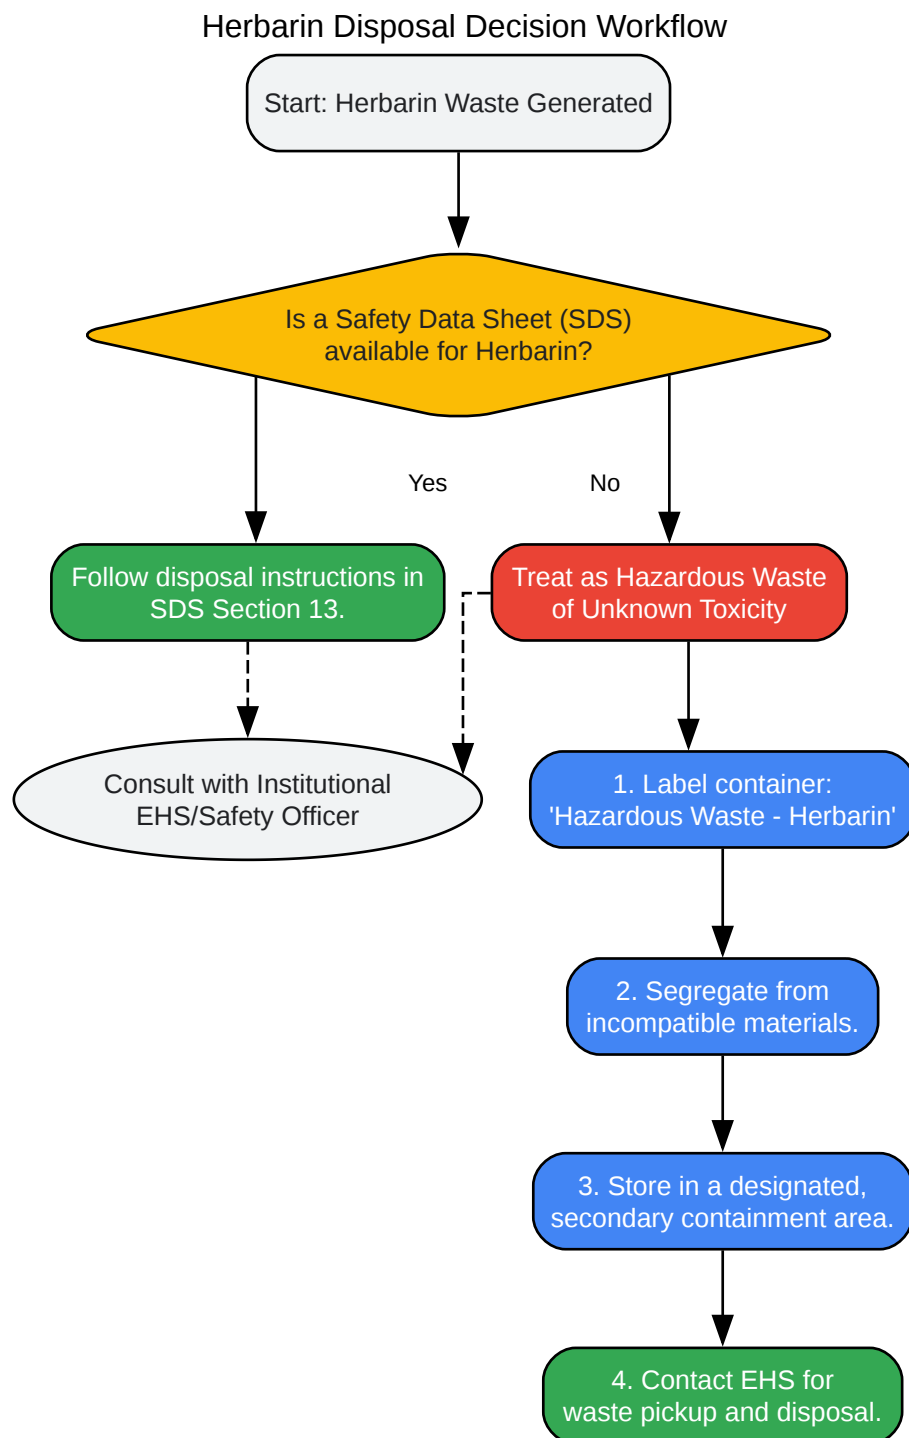 Herbarin Disposal Decision Workflow
Start: Herbarin Waste Generated
Is a Safety Data Sheet (SDS)
available for Herbarin?
Yes
No
Follow disposal instructions in
SDS Section 13.
Treat as Hazardous Waste
of Unknown Toxicity
Consult with Institutional
EHS/Safety Officer
1. Label container:
'Hazardous Waste - Herbarin'
2. Segregate from
incompatible materials.
3. Store in a designated,
secondary containment area.
4. Contact EHS for
waste pickup and disposal.